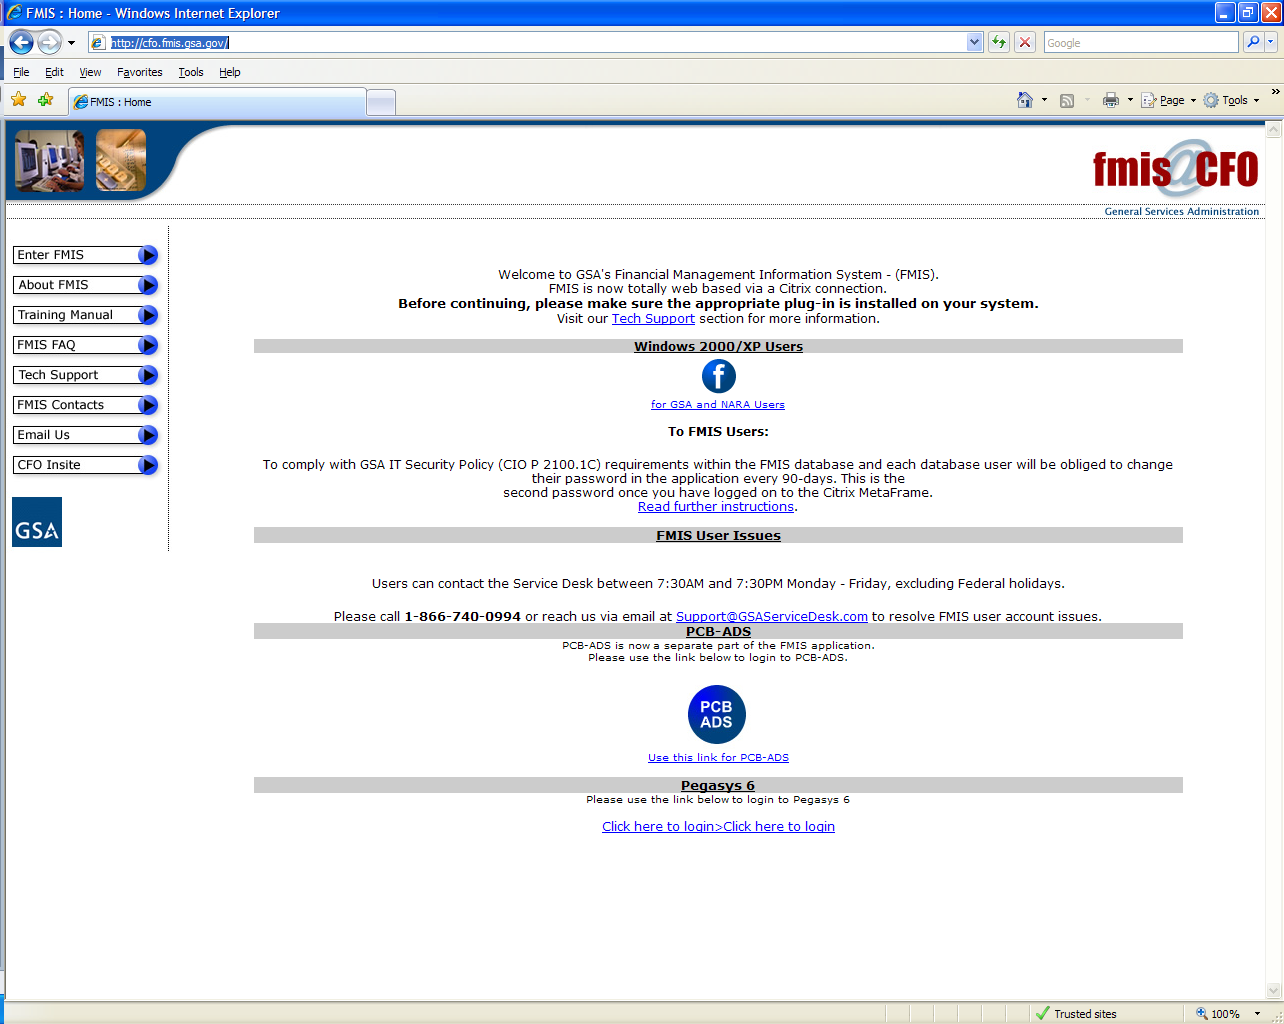 FMIS : Home - Windows Internet Explorer
http://cfo.fmis.gsa.gov/
Google
File Edit View Favorites Tools Help
FMIS : Home
Page Tools »
fmis@CFO
General Services Administration
Enter FMIS
About FMIS
Training Manual
FMIS FAQ
Tech Support
FMIS Contacts
Email Us
CFO Insite
GSA
Welcome to GSA's Financial Management Information System - (FMIS).
FMIS is now totally web based via a Citrix connection.
Before continuing, please make sure the appropriate plug-in is installed on your system.
Visit our Tech Support section for more information.
Windows 2000/XP Users
f
for GSA and NARA Users
To FMIS Users:
To comply with GSA IT Security Policy (CIO P 2100.1C) requirements within the FMIS database and each database user will be obliged to change
their password in the application every 90-days. This is the
second password once you have logged on to the Citrix MetaFrame.
Read further instructions.
FMIS User Issues
Users can contact the Service Desk between 7:30AM and 7:30PM Monday - Friday, excluding Federal holidays.
Please call 1-866-740-0994 or reach us via email at Support@GSAServiceDesk.com to resolve FMIS user account issues.
PCB-ADS
PCB-ADS is now a separate part of the FMIS application.
Please use the link below to login to PCB-ADS.
PCB
ADS
Use this link for PCB-ADS
Pegasys 6
Please use the link below to login to Pegasys 6
Click here to login>Click here to login
Trusted sites
100%